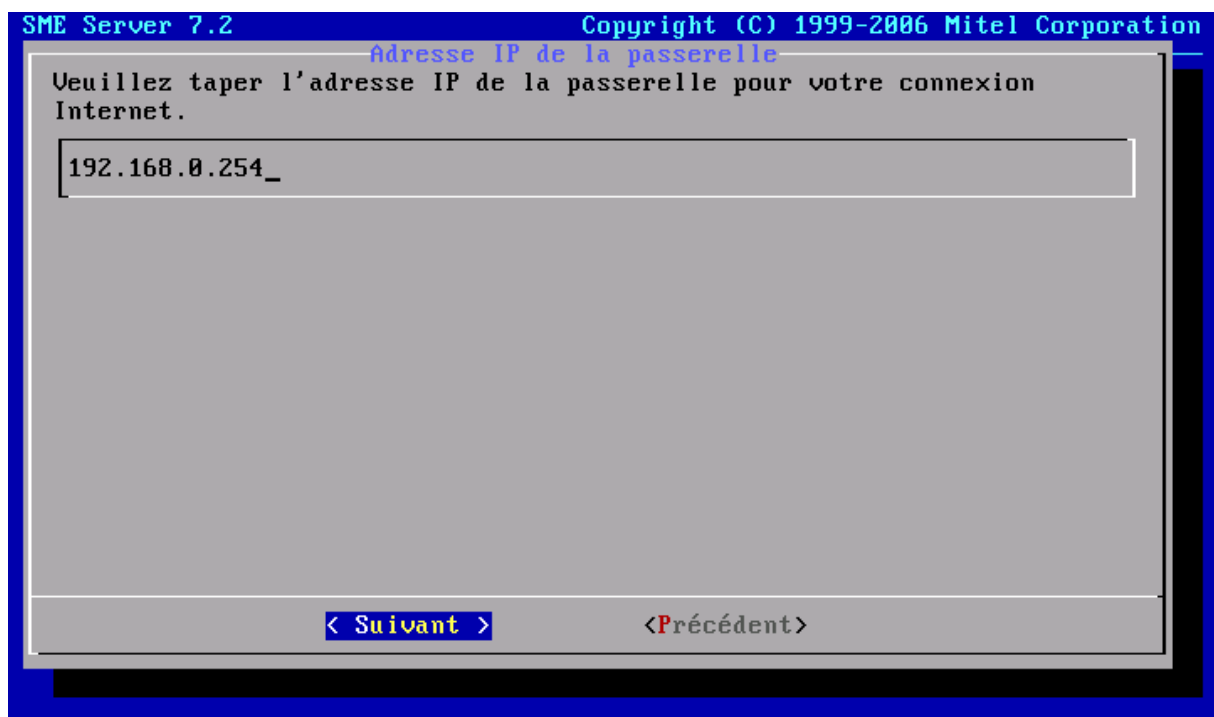 SME Server 7.2 Copyright (C) 1999-2006 Mitel Corporation
Adresse IP de la passerelle
Veuillez taper l'adresse IP de la passerelle pour votre connexion
Internet.
192.168.0.254_
< Suivant > <Précédent>